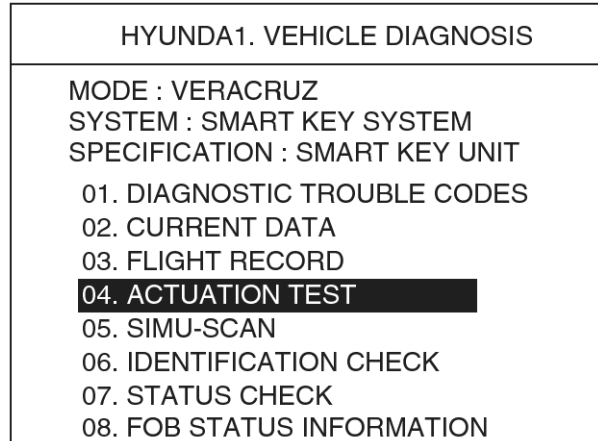 HYUNDA1. VEHICLE DIAGNOSIS
MODE : VERACRUZ
SYSTEM : SMART KEY SYSTEM
SPECIFICATION : SMART KEY UNIT
01. DIAGNOSTIC TROUBLE CODES
02. CURRENT DATA
03. FLIGHT RECORD
04. ACTUATION TEST
05. SIMU-SCAN
06. IDENTIFICATION CHECK
07. STATUS CHECK
08. FOB STATUS INFORMATION